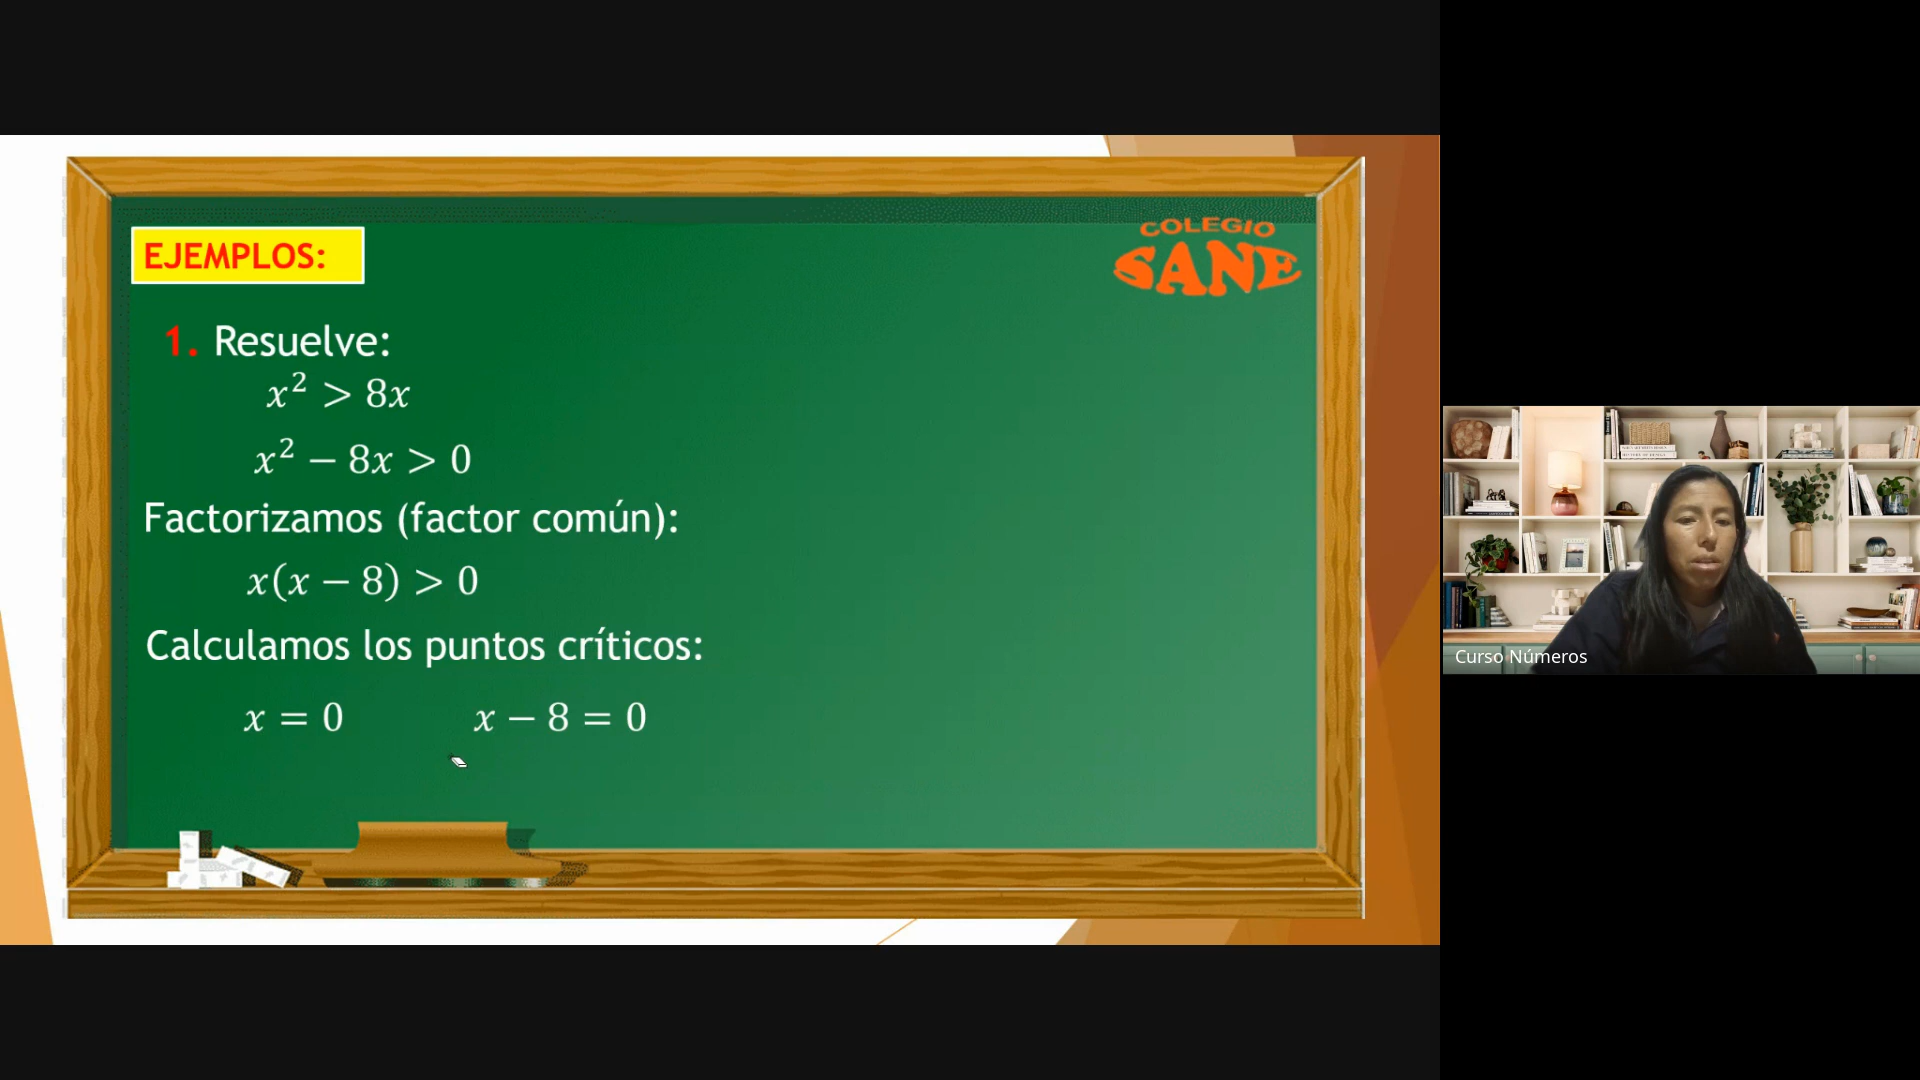 EJEMPLOS:
COLEGIO
SANE
1. Resuelve:
x² > 8x
x² − 8x > 0
Factorizamos (factor común):
x(x − 8) > 0
Calculamos los puntos críticos:
x = 0 x − 8 = 0
Curso Números